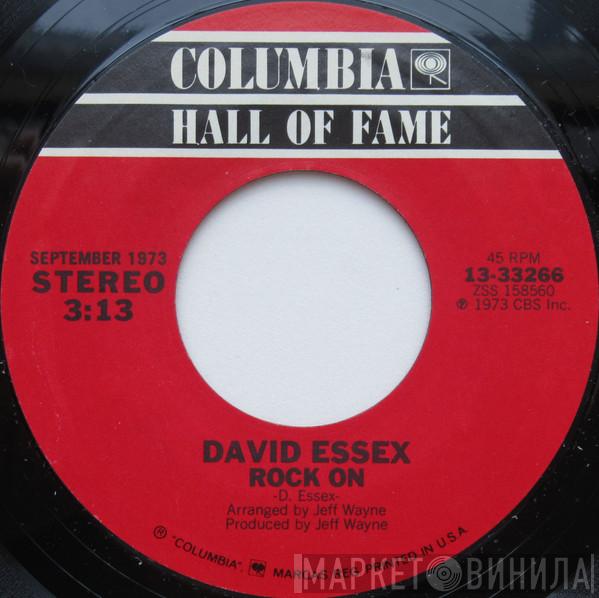 COLUMBIA
HALL OF FAME
SEPTEMBER 1973
STEREO
3:13
45 RPM
13-33266
ZSS 158560
℗ 1973 CBS Inc.
DAVID ESSEX
ROCK ON
-D. Essex-
Arranged by Jeff Wayne
Produced by Jeff Wayne
® "COLUMBIA", MARCAS REG. PRINTED IN U.S.A.
МАРКЕТ ВИНИЛА